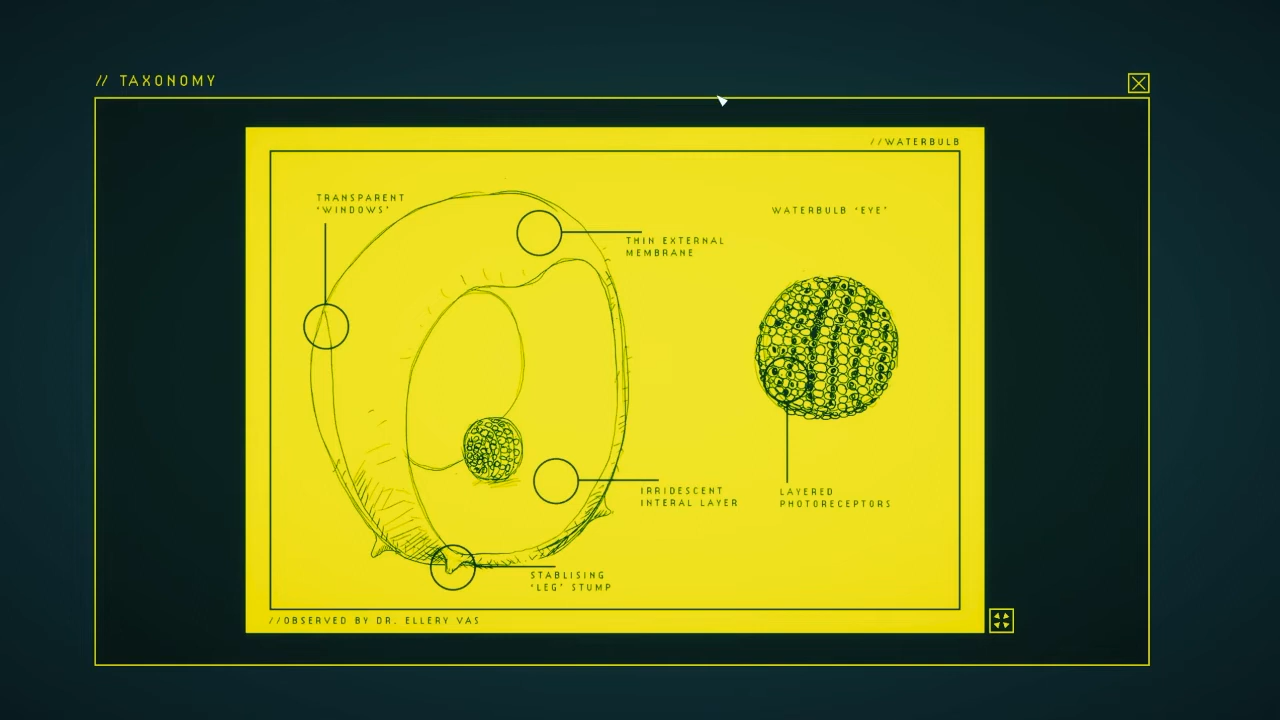 // TAXONOMY
//WATERBULB
TRANSPARENT
'WINDOWS'
THIN EXTERNAL
MEMBRANE
WATERBULB 'EYE'
IRRIDESCENT
INTERAL LAYER
LAYERED
PHOTORECEPTORS
STABLISING
'LEG' STUMP
//OBSERVED BY DR. ELLERY VAS